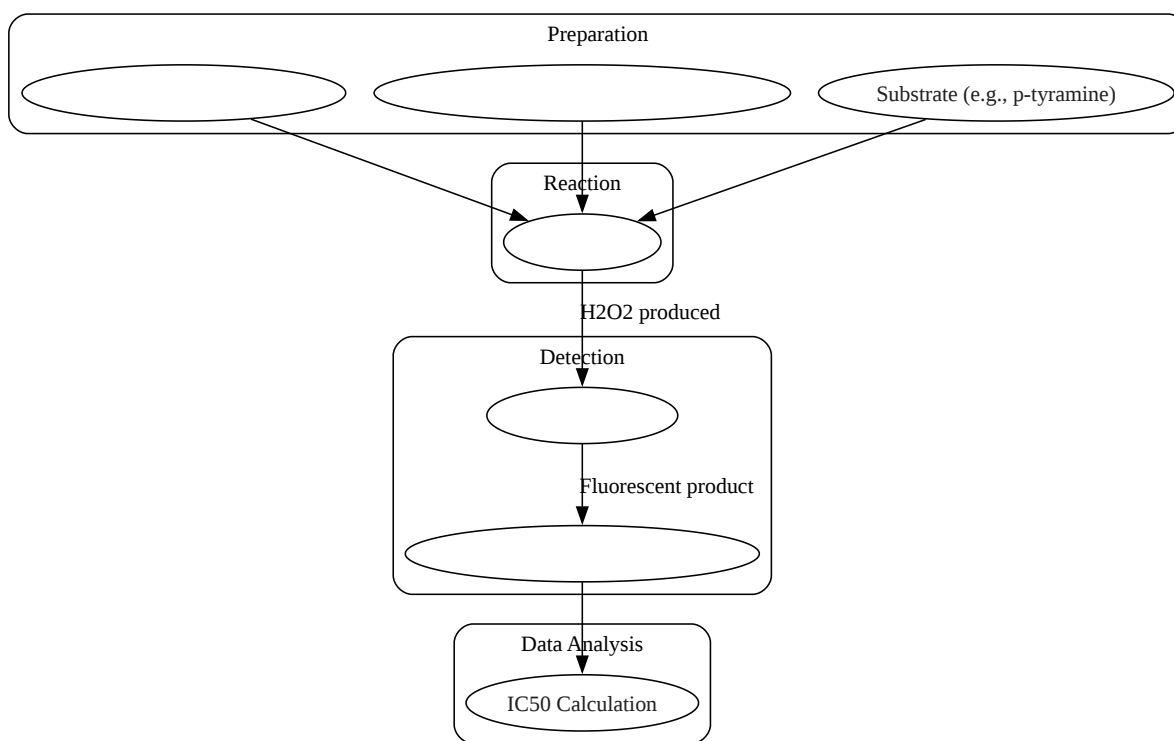 Preparation
Substrate (e.g., p-tyramine)
Reaction
H2O2 produced
Detection
Fluorescent product
Data Analysis
IC50 Calculation